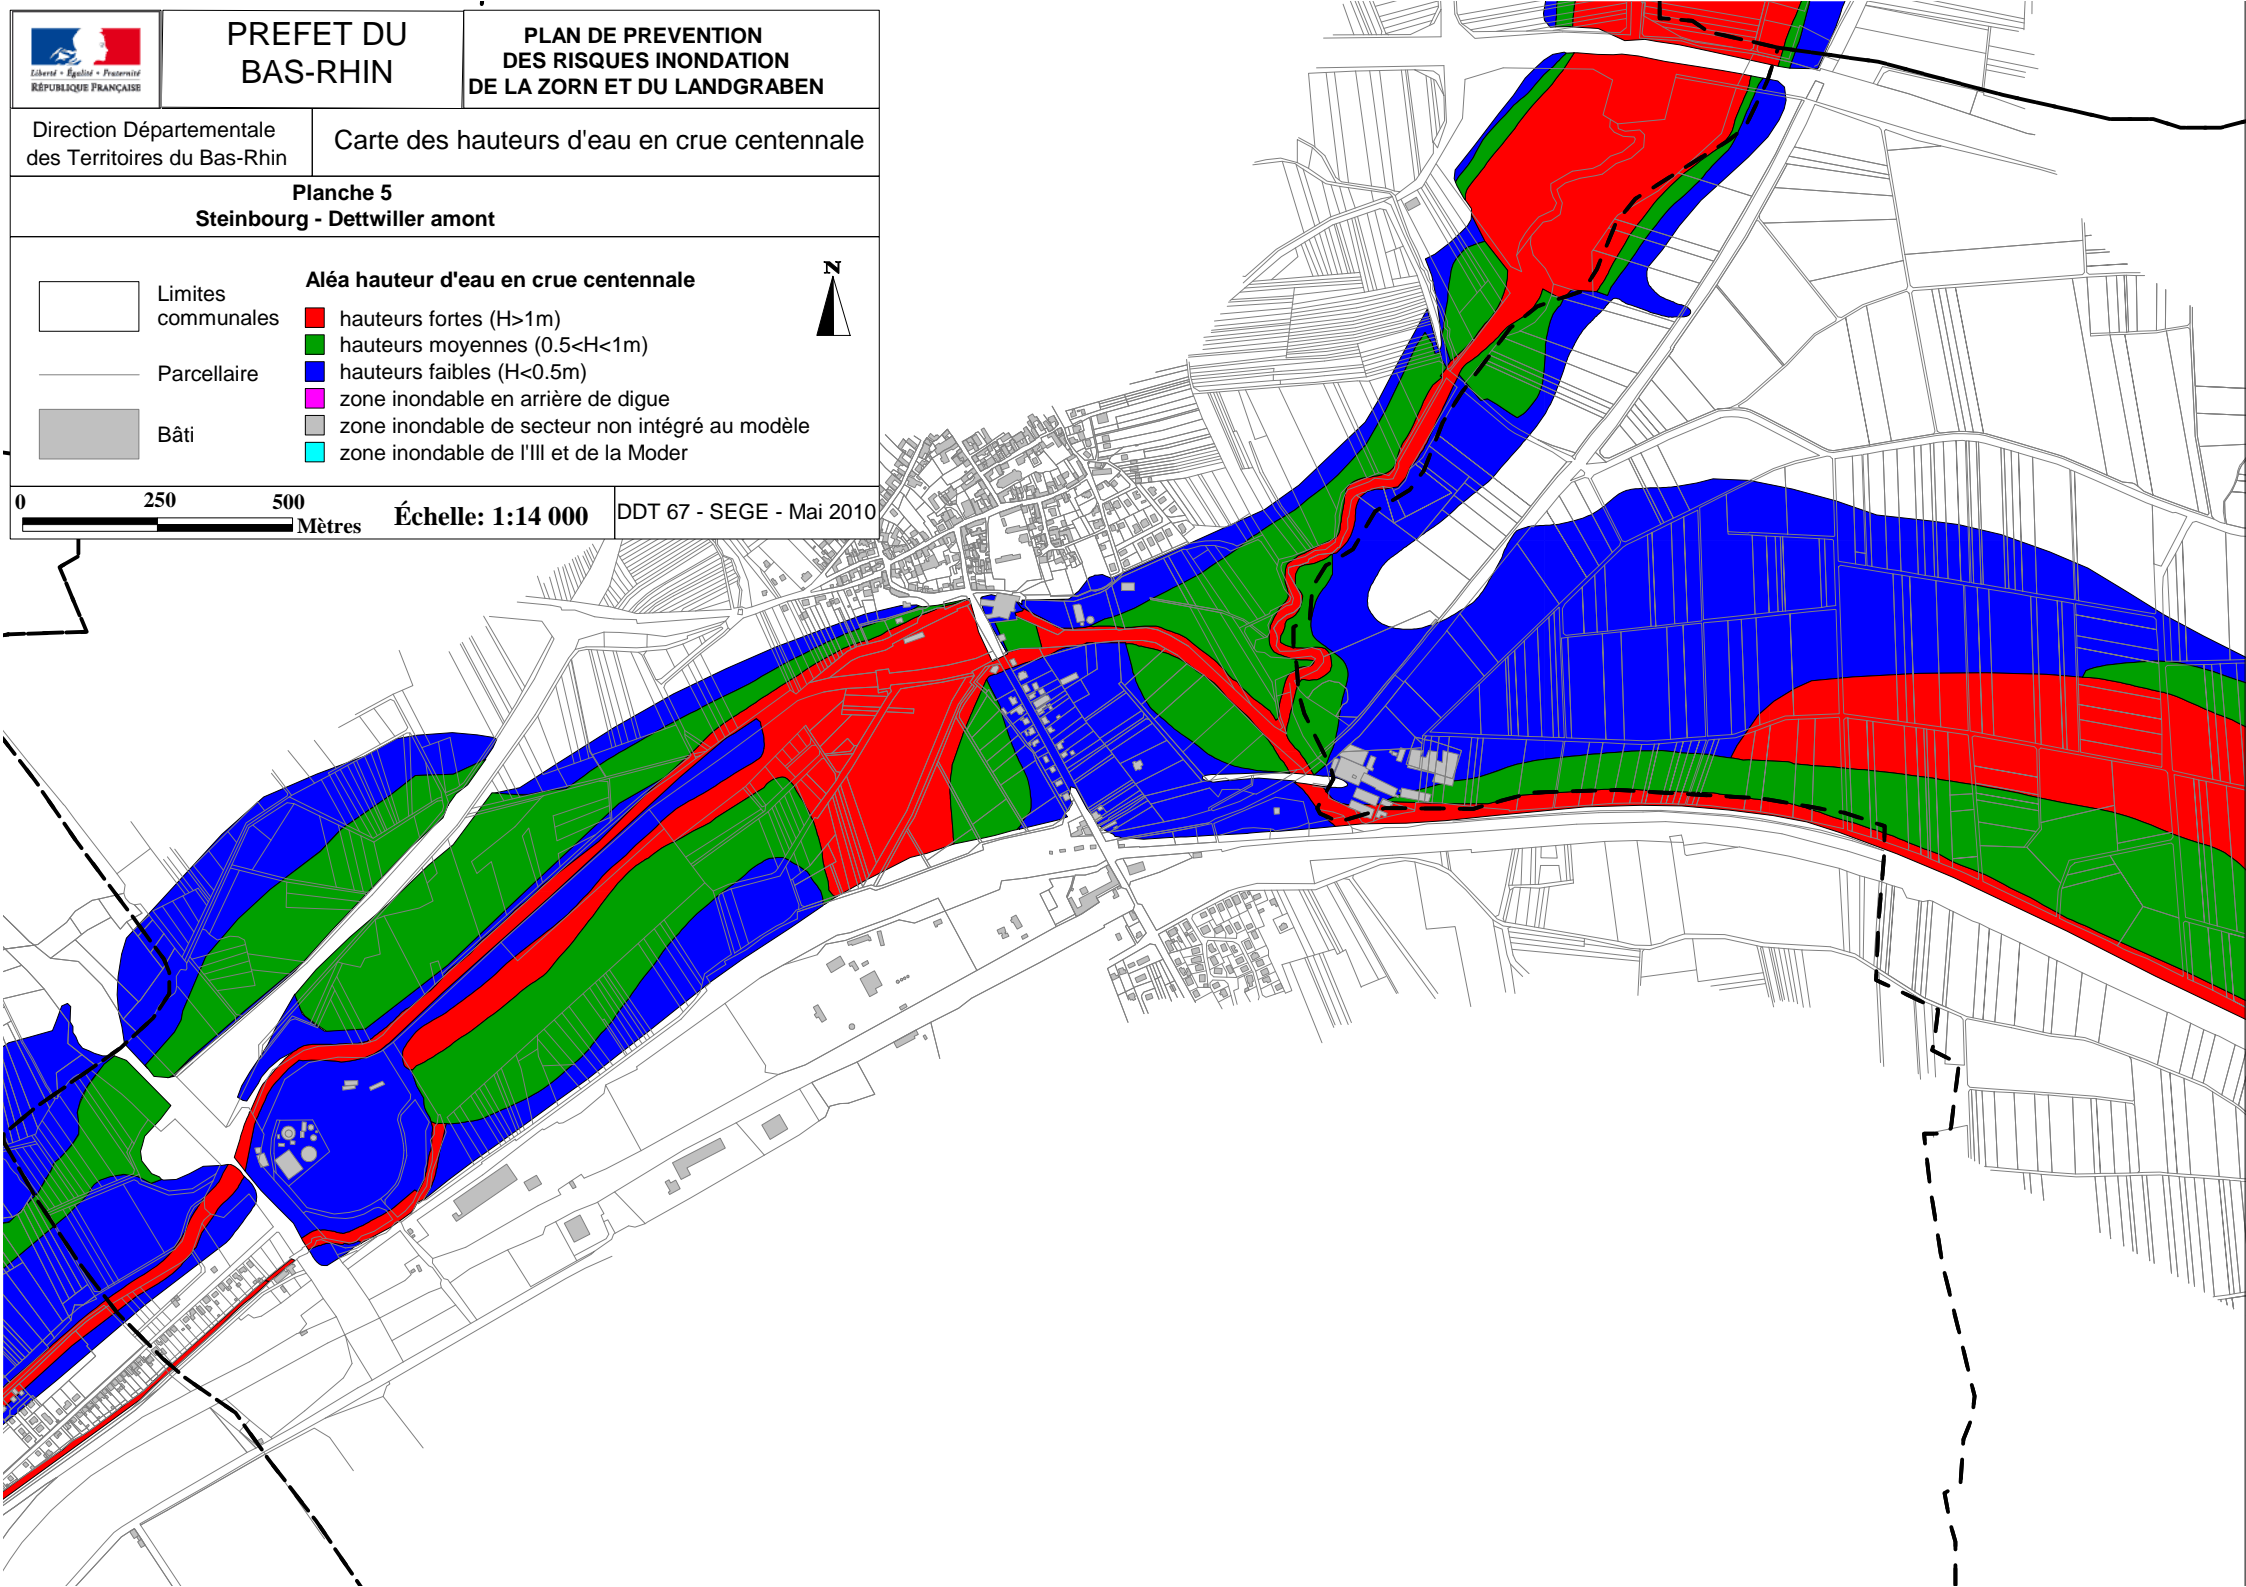 Liberté • Égalité • Fraternité
RÉPUBLIQUE FRANÇAISE
PREFET DU
BAS-RHIN
PLAN DE PREVENTION
DES RISQUES INONDATION
DE LA ZORN ET DU LANDGRABEN
Direction Départementale
des Territoires du Bas-Rhin
Carte des hauteurs d'eau en crue centennale
Planche 5
Steinbourg - Dettwiller amont
Limites
communales
Parcellaire
Bâti
Aléa hauteur d'eau en crue centennale
hauteurs fortes (H>1m)
hauteurs moyennes (0.5<H<1m)
hauteurs faibles (H<0.5m)
zone inondable en arrière de digue
zone inondable de secteur non intégré au modèle
zone inondable de l'Ill et de la Moder
N
0 250 500
Mètres
Échelle: 1:14 000
DDT 67 - SEGE - Mai 2010